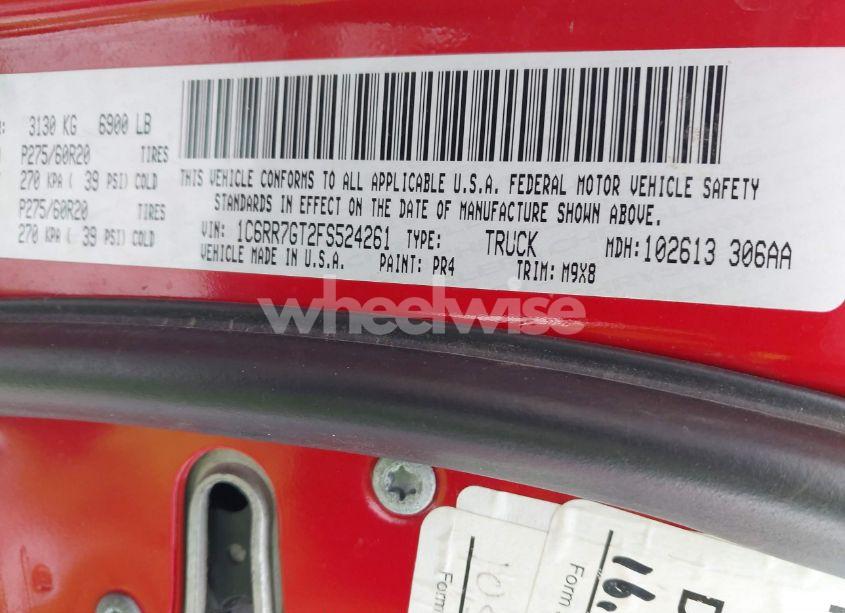 3130 KG 6900 LB
P275/60R20 TIRES
270 KPA ( 39 PSI) COLD
P275/60R20 TIRES
270 KPA ( 39 PSI) COLD
THIS VEHICLE CONFORMS TO ALL APPLICABLE U.S.A. FEDERAL MOTOR VEHICLE SAFETY
STANDARDS IN EFFECT ON THE DATE OF MANUFACTURE SHOWN ABOVE.
VIN: 1C6RR7GT2FS524261 TYPE: TRUCK MDH: 102613 306AA
VEHICLE MADE IN U.S.A. PAINT: PR4 TRIM: M9X8
wheelwise
Form
Form
Form
16.